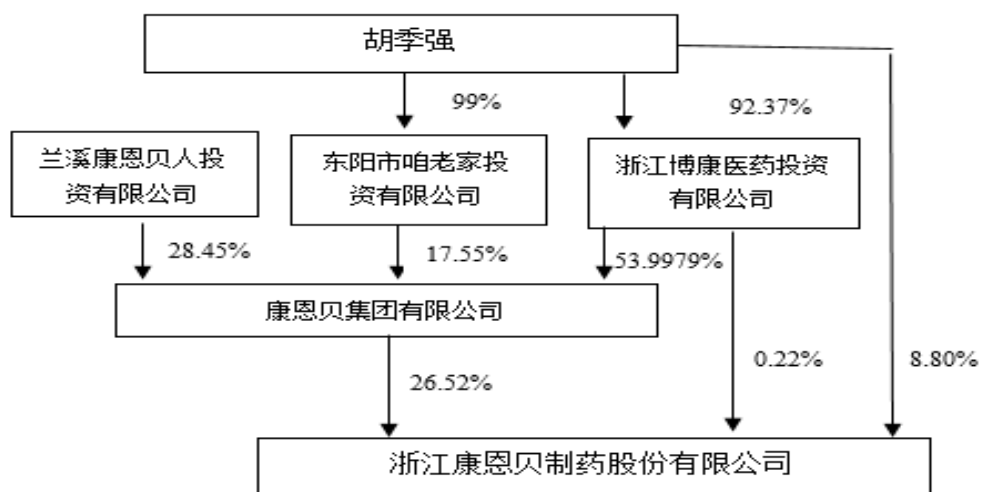 胡季强
99%
92.37%
兰溪康恩贝人投
资有限公司
东阳市咱老家投
资有限公司
浙江博康医药投资
有限公司
28.45%
17.55%
53.9979%
康恩贝集团有限公司
26.52%
0.22%
8.80%
浙江康恩贝制药股份有限公司